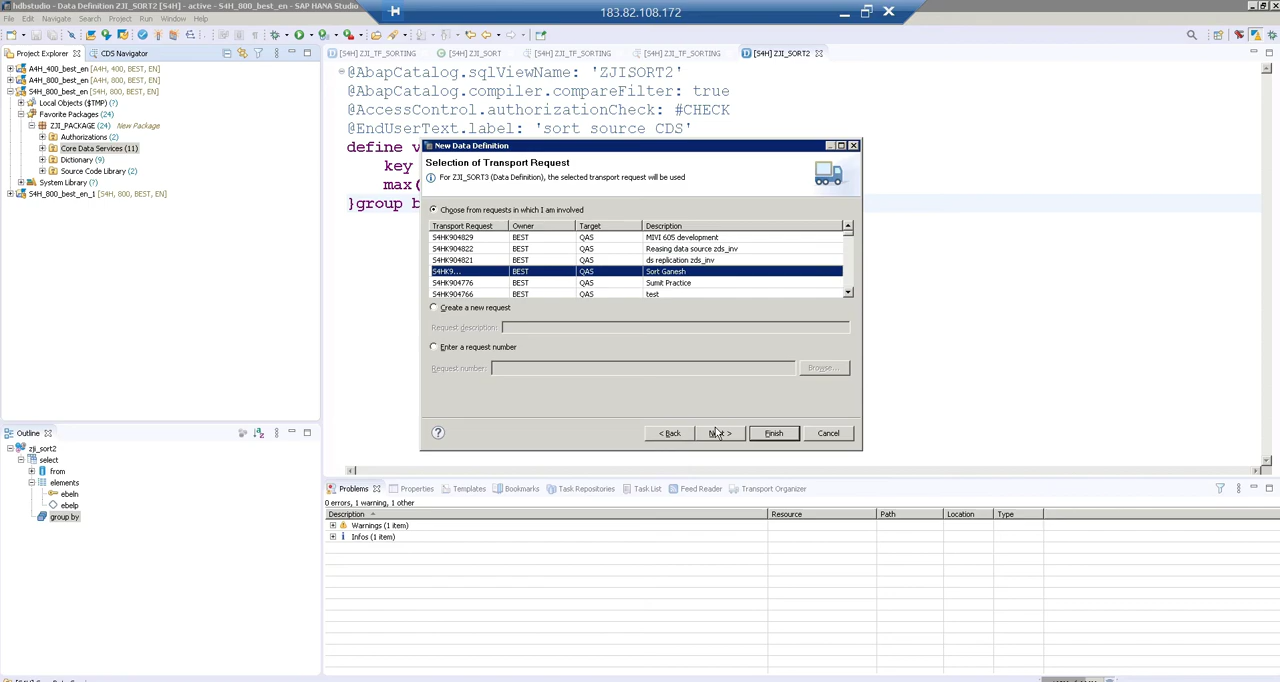 hdbstudio - Data Definition ZJI_SORT2 [S4H] - active - S4H_800_best_en - SAP HANA Studio
183.82.108.172
File Edit Navigate Search Project Run Window Help
Project Explorer CDS Navigator
[S4H] ZJI_TF_SORTING [S4H] ZJI_SORT [S4H] ZJI_TF_SORTING [S4H] ZJI_TF_SORTING [S4H] ZJI_SORT2
A4H_400_best_en [A4H, 400, BEST, EN]
A4H_800_best_en [A4H, 800, BEST, EN]
S4H_800_best_en [S4H, 800, BEST, EN]
Local Objects ($TMP) (?)
Favorite Packages (24)
ZJI_PACKAGE (24) New Package
Authorizations (2)
Core Data Services (11)
Dictionary (9)
Source Code Library (2)
System Library (?)
S4H_800_best_en_1 [S4H, 800, BEST, EN]
@AbapCatalog.sqlViewName: 'ZJISORT2'
@AbapCatalog.compiler.compareFilter: true
@AccessControl.authorizationCheck: #CHECK
@EndUserText.label: 'sort source CDS'
define v
key
max(
}group b
New Data Definition
Selection of Transport Request
For ZJI_SORT3 (Data Definition), the selected transport request will be used
Choose from requests in which I am involved
Transport Request Owner Target Description
S4HK904829 BEST QAS MIVI 605 development
S4HK904822 BEST QAS Reasing data source zds_inv
S4HK904821 BEST QAS ds replication zds_inv
S4HK9... BEST QAS Sort Ganesh
S4HK904776 BEST QAS Sumit Practice
S4HK904766 BEST QAS test
Create a new request
Request description:
Enter a request number
Request number: Browse...
< Back Next > Finish Cancel
Outline
zji_sort2
select
from
elements
ebeln
ebelp
group by
Problems Properties Templates Bookmarks Task Repositories Task List Feed Reader Transport Organizer
0 errors, 1 warning, 1 other
Description Resource Path Location Type
Warnings (1 item)
Infos (1 item)